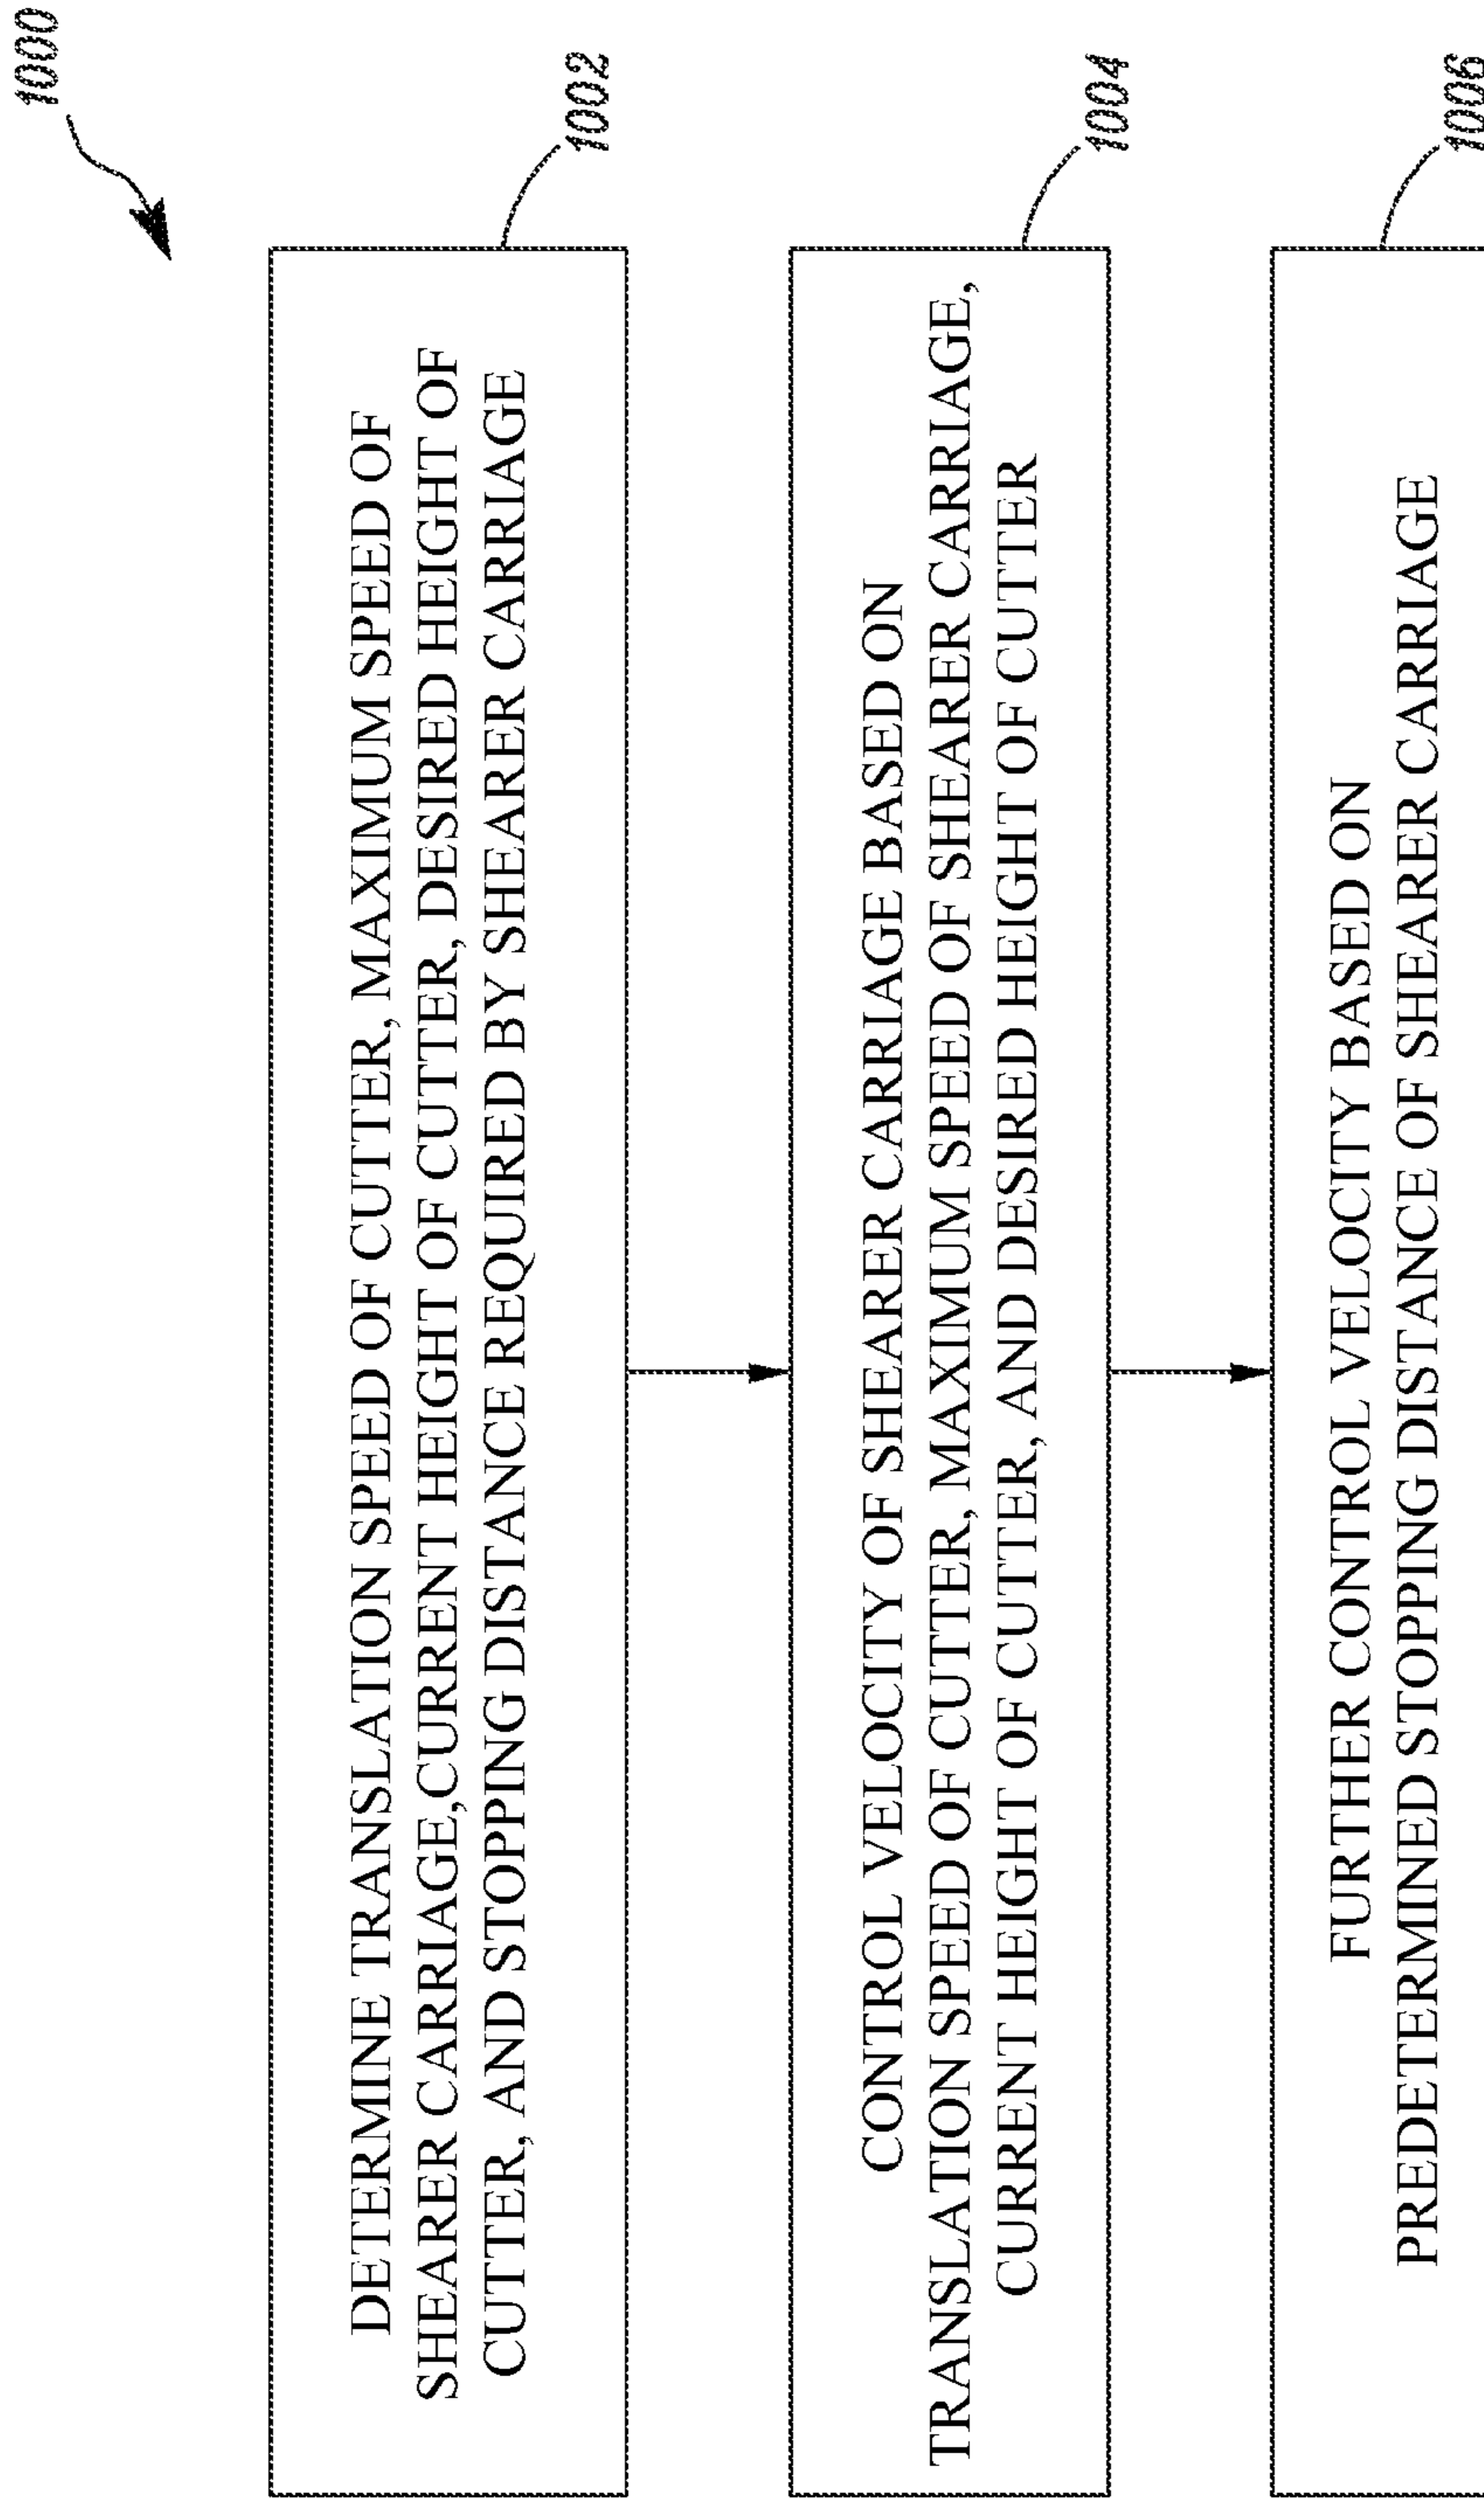 1000
1002
DETERMINE TRANSLATION SPEED OF CUTTER, MAXIMUM SPEED OF
SHEARER CARRIAGE,CURRENT HEIGHT OF CUTTER, DESIRED HEIGHT OF
CUTTER, AND STOPPING DISTANCE REQUIRED BY SHEARER CARRIAGE
1004
CONTROL VELOCITY OF SHEARER CARRIAGE BASED ON
TRANSLATION SPEED OF CUTTER, MAXIMUM SPEED OF SHEARER CARRIAGE,
CURRENT HEIGHT OF CUTTER, AND DESIRED HEIGHT OF CUTTER
1006
FURTHER CONTROL VELOCITY BASED ON
PREDETERMINED STOPPING DISTANCE OF SHEARER CARRIAGE